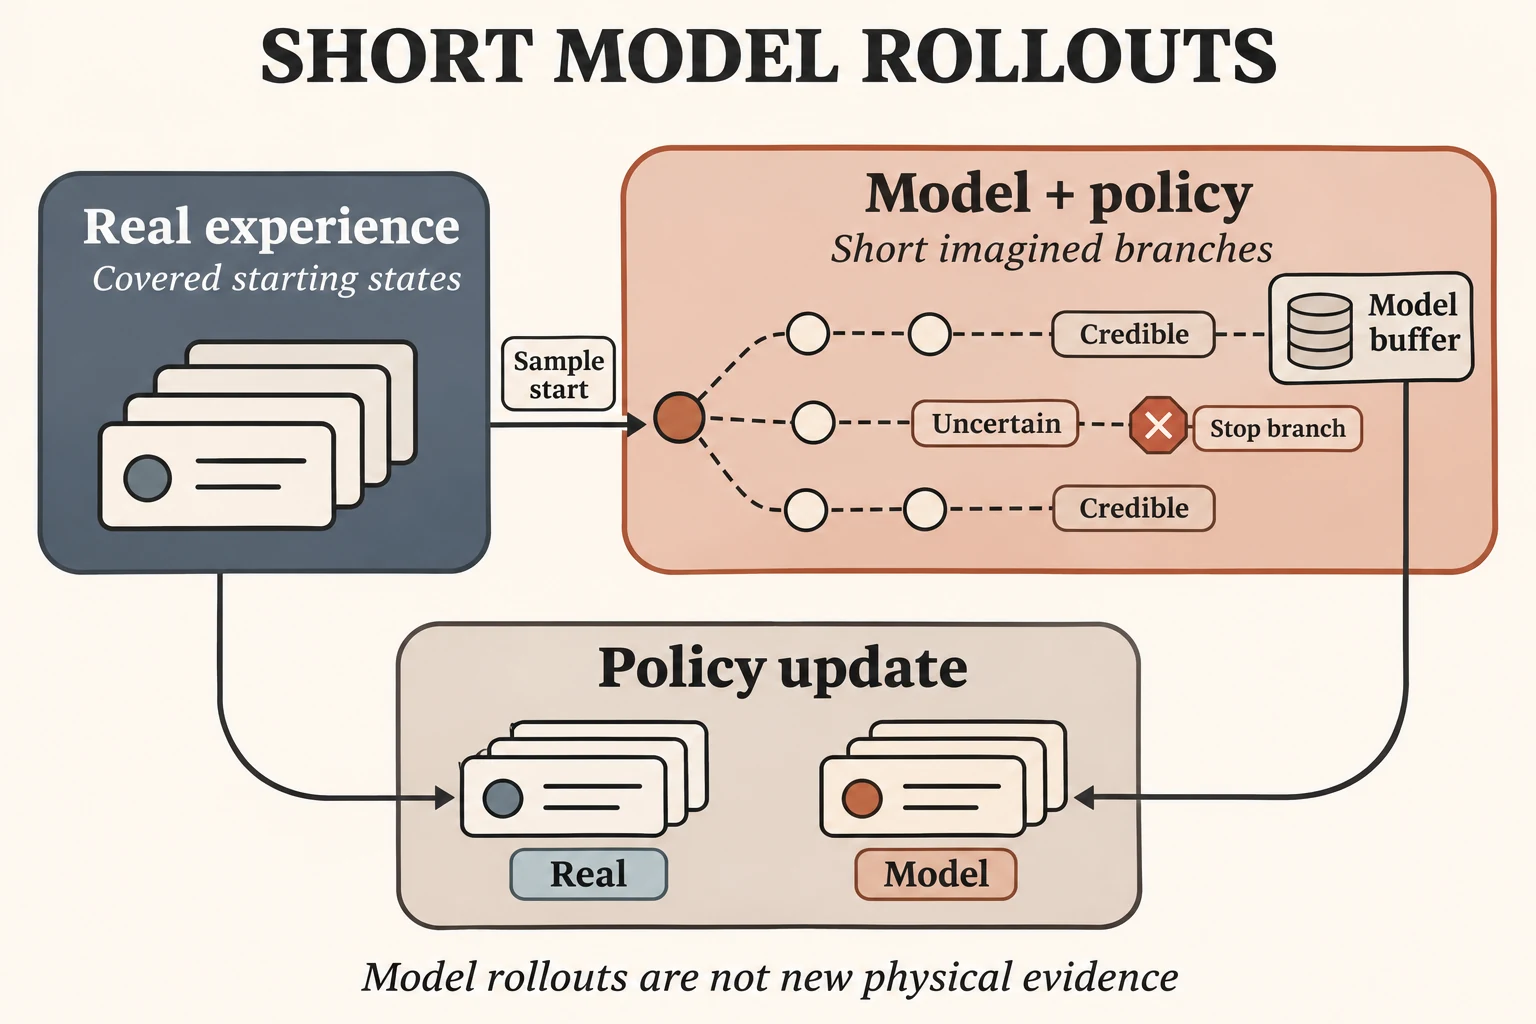 SHORT MODEL ROLLOUTS
Real experience
Covered starting states
Sample
start
Model + policy
Short imagined branches
Credible
Model
buffer
Uncertain
Stop branch
Credible
Policy update
Real
Model
Model rollouts are not new physical evidence